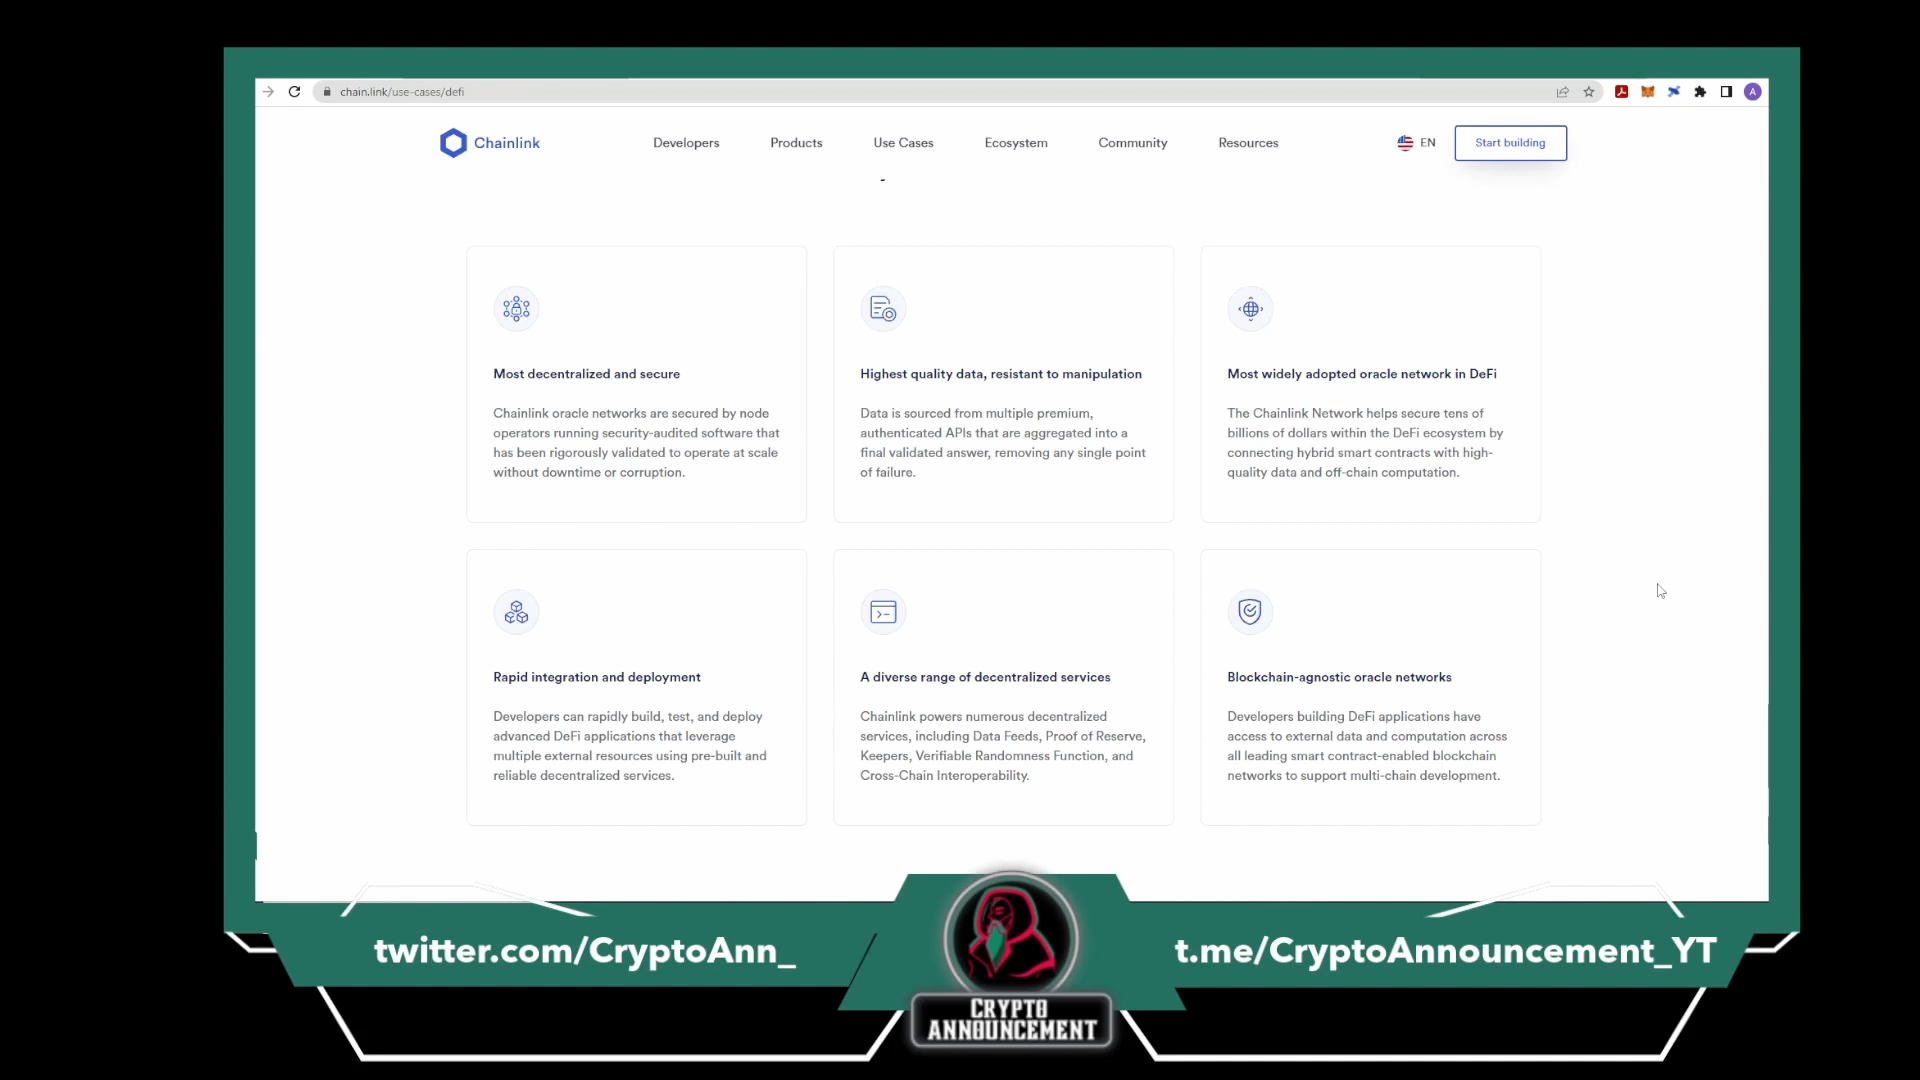 chain.link/use-cases/defi
A
Chainlink
Developers
Products
Use Cases
Ecosystem
Community
Resources
EN
Start building
Most decentralized and secure
Chainlink oracle networks are secured by node
operators running security-audited software that
has been rigorously validated to operate at scale
without downtime or corruption.
Highest quality data, resistant to manipulation
Data is sourced from multiple premium,
authenticated APIs that are aggregated into a
final validated answer, removing any single point
of failure.
Most widely adopted oracle network in DeFi
The Chainlink Network helps secure tens of
billions of dollars within the DeFi ecosystem by
connecting hybrid smart contracts with high-
quality data and off-chain computation.
Rapid integration and deployment
Developers can rapidly build, test, and deploy
advanced DeFi applications that leverage
multiple external resources using pre-built and
reliable decentralized services.
A diverse range of decentralized services
Chainlink powers numerous decentralized
services, including Data Feeds, Proof of Reserve,
Keepers, Verifiable Randomness Function, and
Cross-Chain Interoperability.
Blockchain-agnostic oracle networks
Developers building DeFi applications have
access to external data and computation across
all leading smart contract-enabled blockchain
networks to support multi-chain development.
twitter.com/CryptoAnn_
t.me/CryptoAnnouncement_YT
CRYPTO
ANNOUNCEMENT